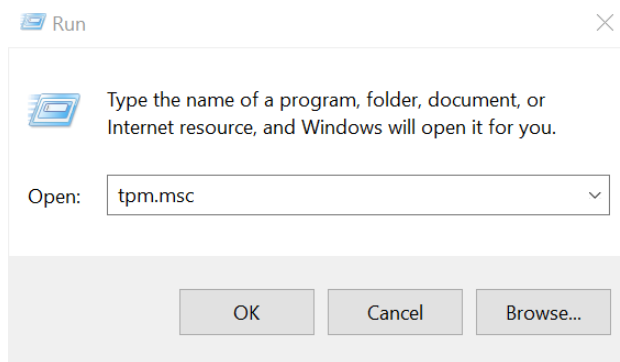 Run
Type the name of a program, folder, document, or
Internet resource, and Windows will open it for you.
Open: tpm.msc
OK Cancel Browse...